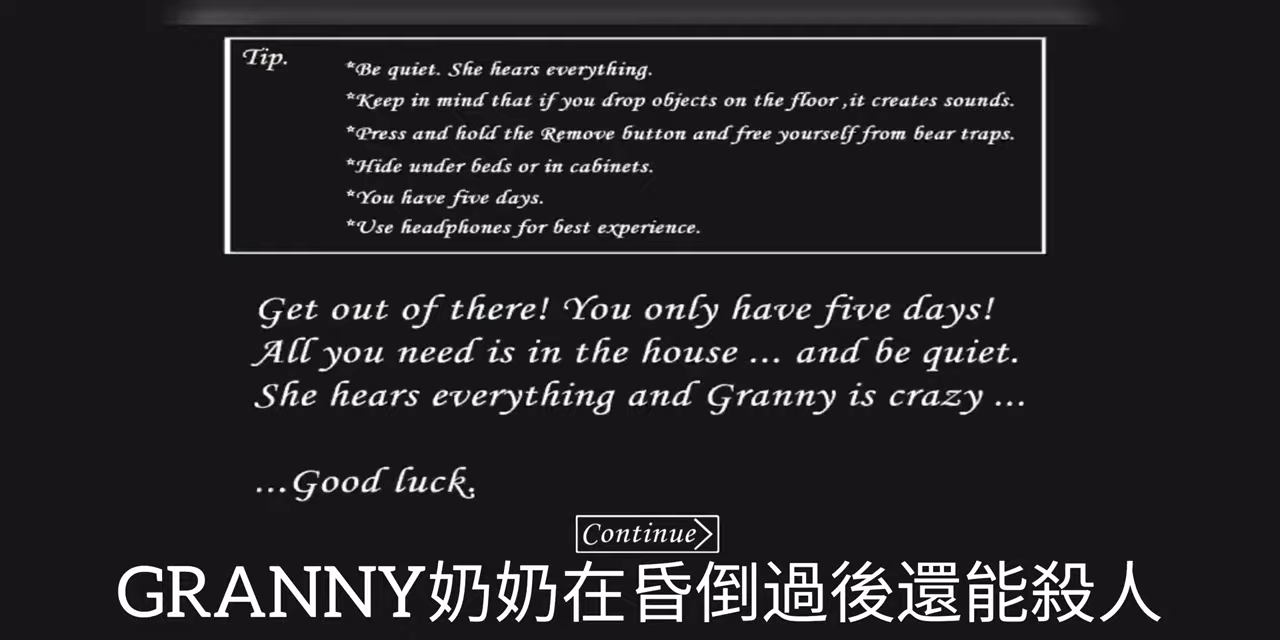 Tip.
*Be quiet. She hears everything.
*Keep in mind that if you drop objects on the floor ,it creates sounds.
*Press and hold the Remove button and free yourself from bear traps.
*Hide under beds or in cabinets.
*You have five days.
*Use headphones for best experience.
Get out of there! You only have five days!
All you need is in the house ... and be quiet.
She hears everything and Granny is crazy ...
...Good luck.
Continue>
GRANNY奶奶在昏倒過後還能殺人